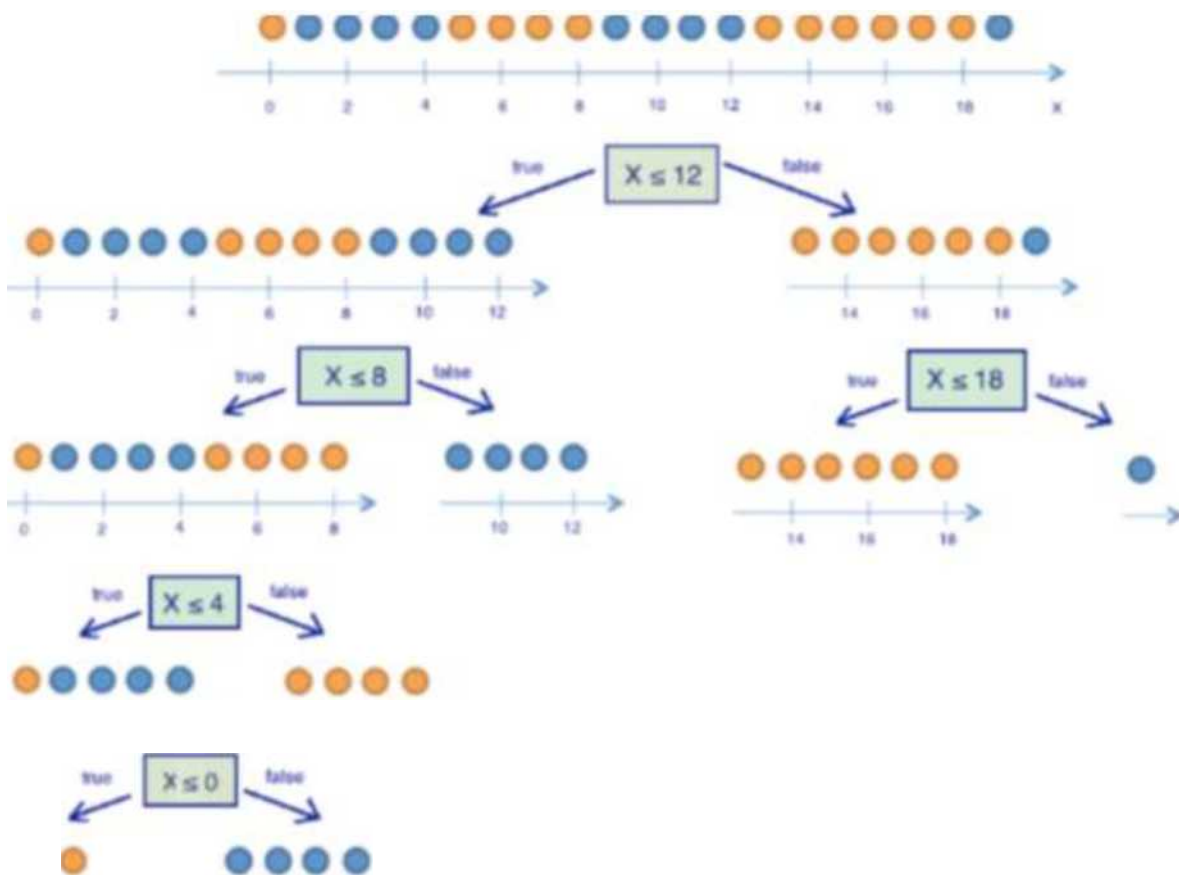 0 2 4 6 8 10 12 14 16 18 X
true X ≤ 12 false
0 2 4 6 8 10 12
14 16 18
true X ≤ 8 false
true X ≤ 18 false
0 2 4 6 8
10 12
14 16 18
true X ≤ 4 false
true X ≤ 0 false